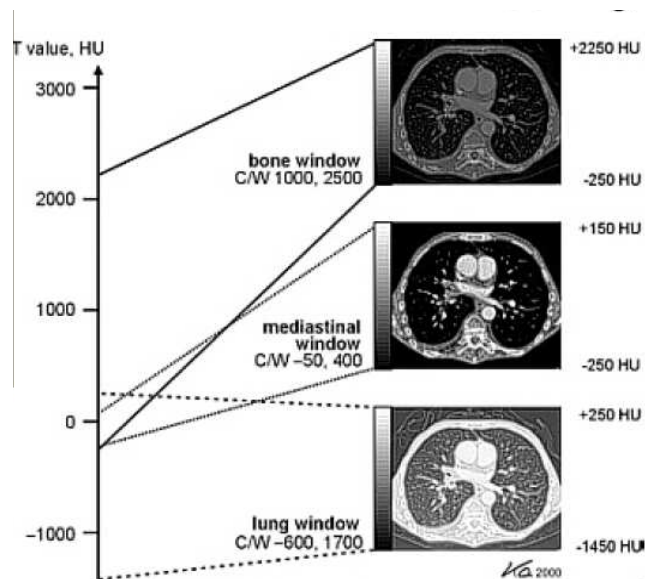 T value, HU
3000
2000
1000
0
−1000
bone window
C/W 1000, 2500
mediastinal
window
C/W −50, 400
lung window
C/W −600, 1700
+2250 HU
-250 HU
+150 HU
-250 HU
+250 HU
-1450 HU
2000